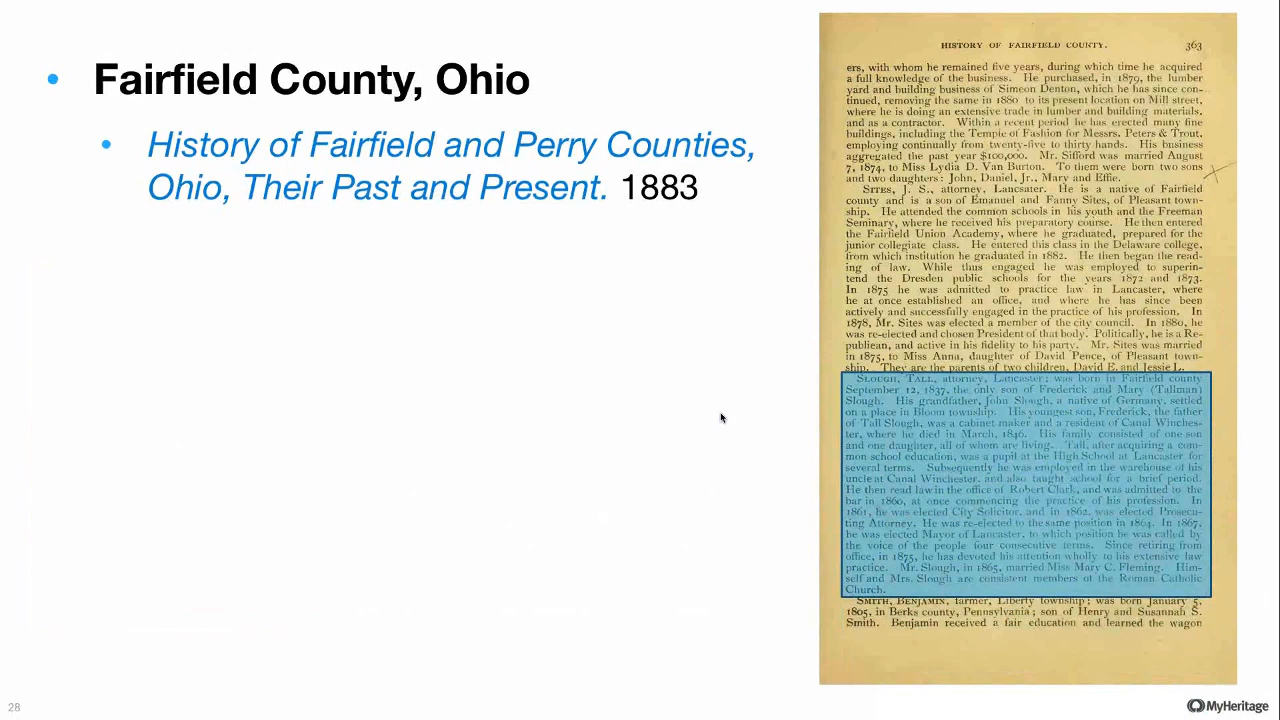 • Fairfield County, Ohio
• History of Fairfield and Perry Counties,
Ohio, Their Past and Present. 1883
HISTORY OF FAIRFIELD COUNTY. 363
ers, with whom he remained five years, during which time he acquired
a full knowledge of the business. He purchased, in 1879, the lumber
yard and building business of Simeon Denton, which he has since con-
tinued, removing the same in 1880 to its present location on Mill street,
where he is doing an extensive trade in lumber and building materials,
and as a contractor. Within a recent period he has erected many fine
buildings, including the Temple of Fashion for Messrs. Peters & Trout,
employing continually from twenty-five to thirty hands. His business
aggregated the past year $100,000. Mr. Sifford was married August
7, 1874, to Miss Lydia D. Van Burton. To them were born two sons
and two daughters: John, Daniel, Jr., Mary and Effie.
SITES, J. S., attorney, Lancaster. He is a native of Fairfield
county and is a son of Emanuel and Fanny Sites, of Pleasant town-
ship. He attended the common schools in his youth and the Freeman
Seminary, where he received his preparatory course. He then entered
the Fairfield Union Academy, where he graduated, prepared for the
junior collegiate class. He entered this class in the Delaware college,
from which institution he graduated in 1882. He then began the read-
ing of law. While thus engaged he was employed to superin-
tend the Dresden public schools for the years 1872 and 1873.
In 1875 he was admitted to practice law in Lancaster, where
he at once established an office, and where he has since been
actively and successfully engaged in the practice of his profession. In
1878, Mr. Sites was elected a member of the city council. In 1880, he
was re-elected and chosen President of that body. Politically, he is a Re-
publican, and active in his fidelity to his party. Mr. Sites was married
in 1875, to Miss Anna, daughter of David Pence, of Pleasant town-
ship. They are the parents of two children, David E. and Jessie L.
SLOUGH, TALL, attorney, Lancaster; was born in Fairfield county
September 12, 1837, the only son of Frederick and Mary (Tallman)
Slough. His grandfather, John Slough, a native of Germany, settled
on a place in Bloom township. His youngest son, Frederick, the father
of Tall Slough, was a cabinet maker and a resident of Canal Winches-
ter, where he died in March, 1846. His family consisted of one son
and one daughter, all of whom are living. Tall, after acquiring a com-
mon school education, was a pupil at the High School at Lancaster for
several terms. Subsequently he was employed in the warehouse of his
uncle at Canal Winchester, and also taught school for a brief period.
He then read law in the office of Robert Clark, and was admitted to the
bar in 1860, at once commencing the practice of his profession. In
1861, he was elected City Solicitor, and in 1862, was elected Prosecu-
ting Attorney. He was re-elected to the same position in 1864. In 1867,
he was elected Mayor of Lancaster, to which position he was called by
the voice of the people four consecutive terms. Since retiring from
office, in 1875, he has devoted his attention wholly to his extensive law
practice. Mr. Slough, in 1865, married Miss Mary C. Fleming. Him-
self and Mrs. Slough are consistent members of the Roman Catholic
Church.
SMITH, BENJAMIN, farmer, Liberty township; was born January 5,
1805, in Berks county, Pennsylvania; son of Henry and Susannah S.
Smith. Benjamin received a fair education and learned the wagon
28
MyHeritage